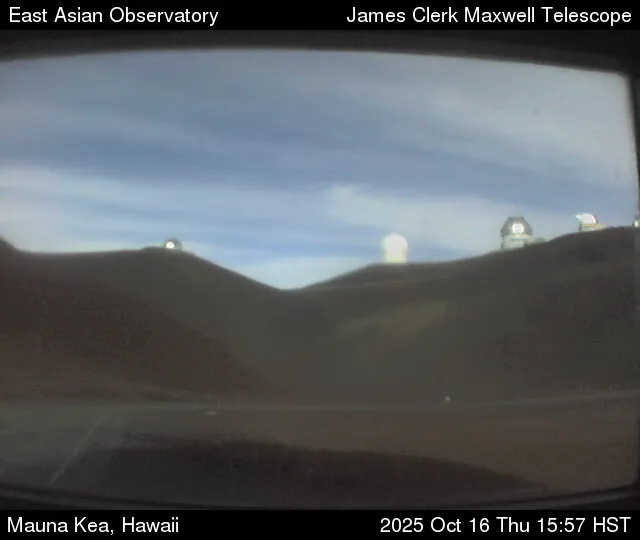 East Asian Observatory
James Clerk Maxwell Telescope
Mauna Kea, Hawaii
2025 Oct 16 Thu 15:57 HST